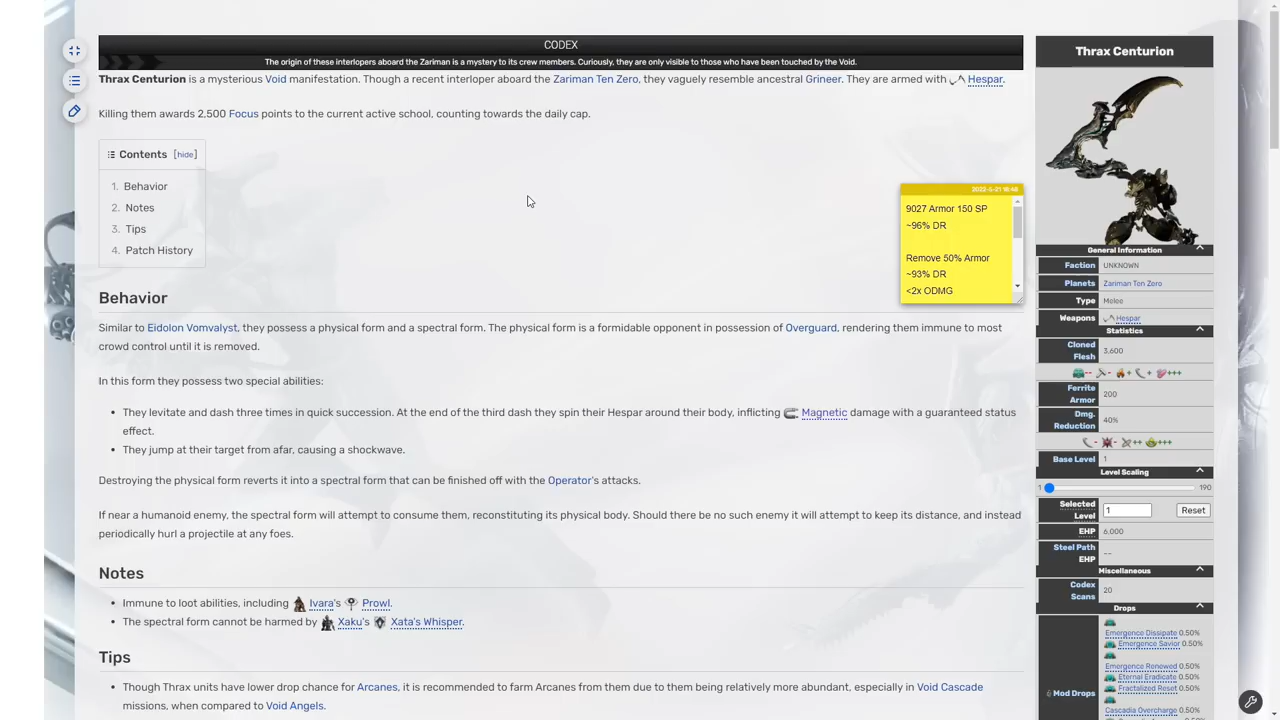 CODEX
The origin of these interlopers aboard the Zariman is a mystery to its crew members. Curiously, they are only visible to those who have been touched by the Void.
Thrax Centurion is a mysterious Void manifestation. Though a recent interloper aboard the Zariman Ten Zero, they vaguely resemble ancestral Grineer. They are armed with Hespar.
Killing them awards 2,500 Focus points to the current active school, counting towards the daily cap.
Contents [hide]
1. Behavior
2. Notes
3. Tips
4. Patch History
2022-5-21 18:48
9027 Armor 150 SP
~96% DR
Remove 50% Armor
~93% DR
<2x ODMG
Behavior
Similar to Eidolon Vomvalyst, they possess a physical form and a spectral form. The physical form is a formidable opponent in possession of Overguard, rendering them immune to most
crowd control until it is removed.
In this form they possess two special abilities:
• They levitate and dash three times in quick succession. At the end of the third dash they spin their Hespar around their body, inflicting Magnetic damage with a guaranteed status
effect.
• They jump at their target from afar, causing a shockwave.
Destroying the physical form reverts it into a spectral form that can be finished off with the Operator's attacks.
If near a humanoid enemy, the spectral form will instead consume them, reconstituting its physical body. Should there be no such enemy it will attempt to keep its distance, and instead
periodically hurl a projectile at any foes.
Notes
• Immune to loot abilities, including Ivara's Prowl.
• The spectral form cannot be harmed by Xaku's Xata's Whisper.
Tips
• Though Thrax units have lower drop chance for Arcanes, it is recommended to farm Arcanes from them due to them being relatively more abundant, especially in Void Cascade
missions, when compared to Void Angels.
Thrax Centurion
General Information
Faction UNKNOWN
Planets Zariman Ten Zero
Type Melee
Weapons Hespar
Statistics
Cloned
Flesh 3,600
-- - + + +++
Ferrite
Armor 200
Dmg.
Reduction 40%
- - ++ +++
Base Level 1
Level Scaling
1 190
Selected
Level 1 Reset
EHP 6,000
Steel Path
EHP --
Miscellaneous
Codex
Scans 20
Drops
Mod Drops
Emergence Dissipate 0.50%
Emergence Savior 0.50%
Emergence Renewed 0.50%
Eternal Eradicate 0.50%
Fractalized Reset 0.50%
Cascadia Overcharge 0.50%